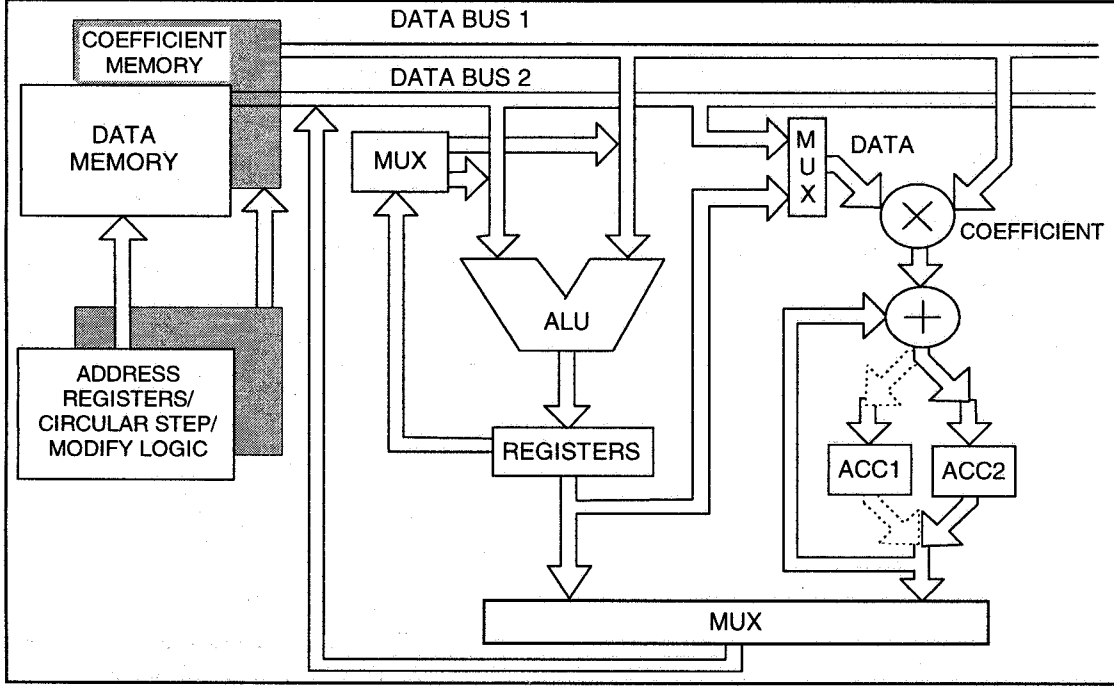 DATA BUS 1
COEFFICIENT
MEMORY
DATA BUS 2
DATA
MEMORY
MUX
M
U
X
DATA
COEFFICIENT
ALU
ADDRESS
REGISTERS/
CIRCULAR STEP/
MODIFY LOGIC
REGISTERS
ACC1
ACC2
MUX